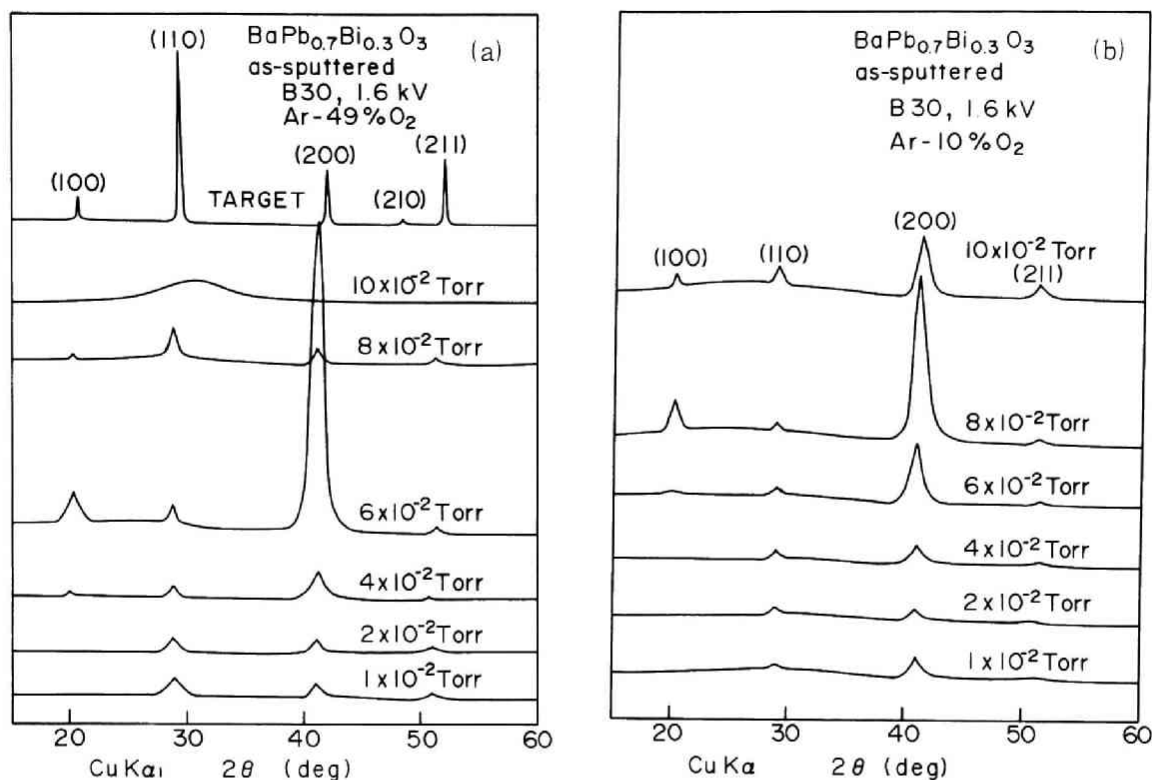 (a)
BaPb0.7Bi0.3O3
as-sputtered
B30, 1.6 kV
Ar-49%O2
(100)
(110)
TARGET
(200)
(210)
(211)
10x10-2 Torr
8x10-2 Torr
6x10-2 Torr
4x10-2 Torr
2x10-2 Torr
1x10-2 Torr
20 30 40 50 60
CuKα1 2θ (deg)
(b)
BaPb0.7Bi0.3O3
as-sputtered
B30, 1.6 kV
Ar-10%O2
(100)
(110)
(200)
10x10-2 Torr
(211)
8x10-2 Torr
6x10-2 Torr
4x10-2 Torr
2x10-2 Torr
1x10-2 Torr
20 30 40 50 60
CuKα 2θ (deg)